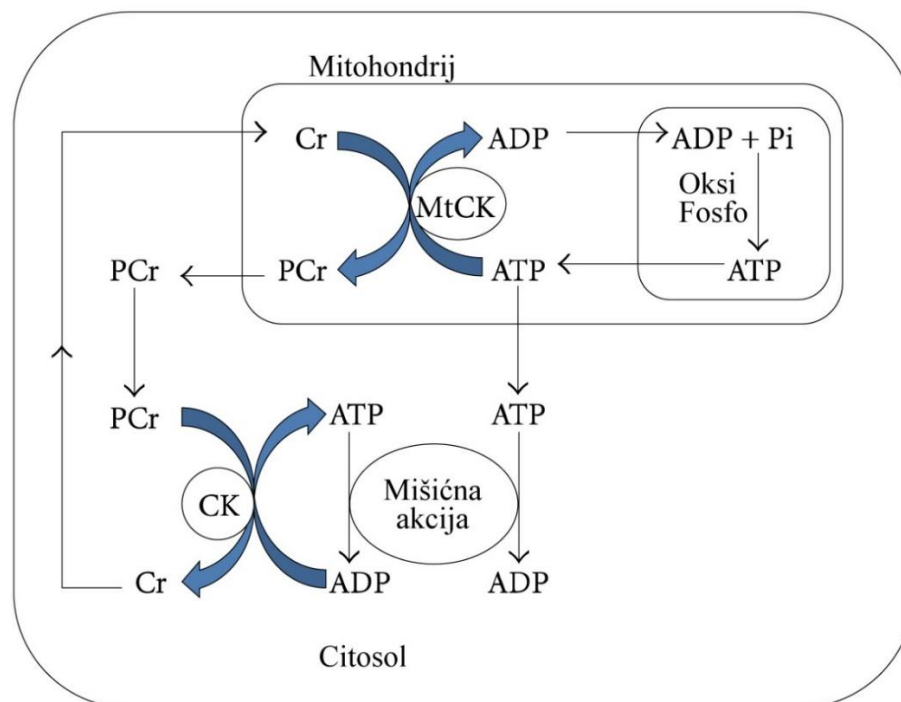 Mitohondrij
Cr
ADP
ADP + Pi
MtCK
Oksi
Fosfo
PCr
PCr
ATP
ATP
PCr
ATP
ATP
CK
Mišićna
akcija
Cr
ADP
ADP
Citosol